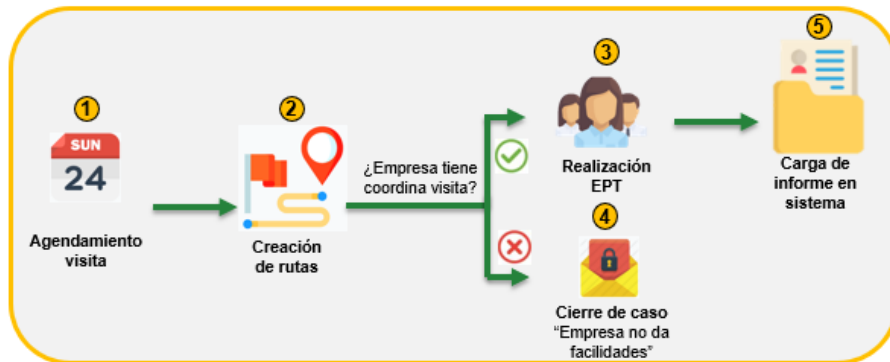 1
SUN
24
Agendamiento
visita
2
Creación
de rutas
¿Empresa tiene
coordina visita?
3
Realización
EPT
4
Cierre de caso
“Empresa no da
facilidades”
5
Carga de
informe en
sistema